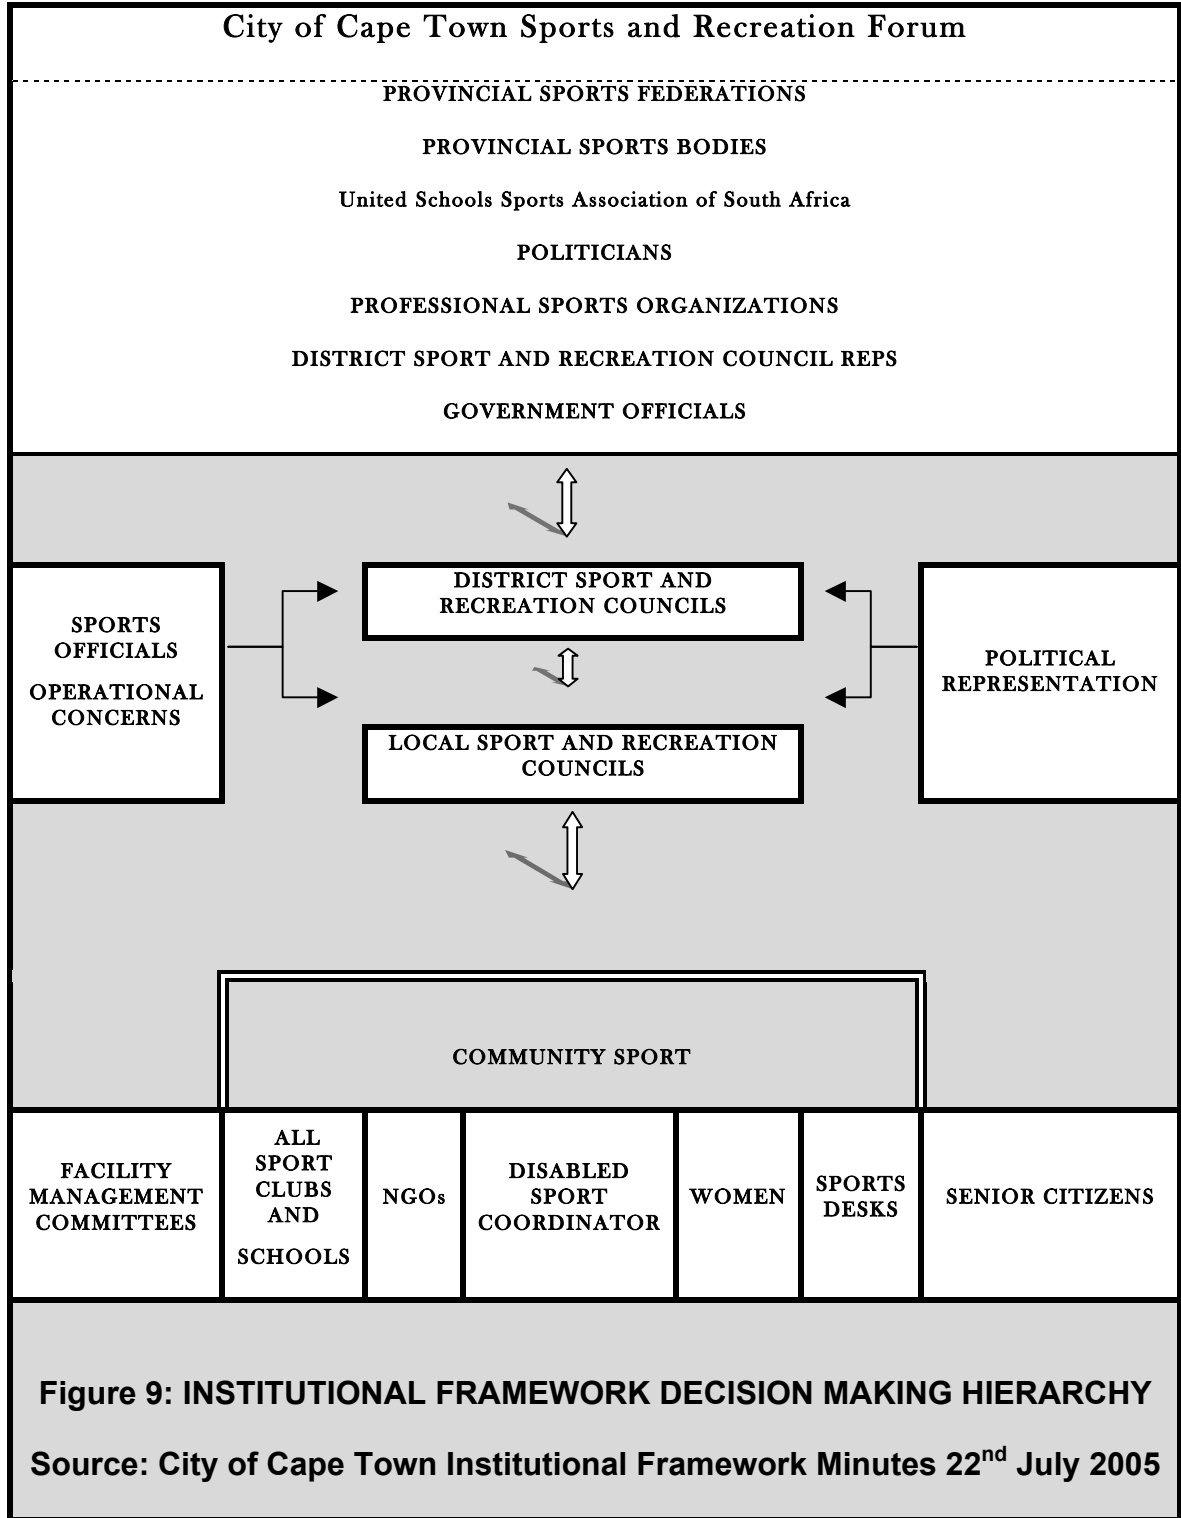 City of Cape Town Sports and Recreation Forum
PROVINCIAL SPORTS FEDERATIONS
PROVINCIAL SPORTS BODIES
United Schools Sports Association of South Africa
POLITICIANS
PROFESSIONAL SPORTS ORGANIZATIONS
DISTRICT SPORT AND RECREATION COUNCIL REPS
GOVERNMENT OFFICIALS
SPORTS
OFFICIALS
OPERATIONAL
CONCERNS
DISTRICT SPORT AND
RECREATION COUNCILS
LOCAL SPORT AND RECREATION
COUNCILS
POLITICAL
REPRESENTATION
COMMUNITY SPORT
FACILITY
MANAGEMENT
COMMITTEES
ALL
SPORT
CLUBS
AND
SCHOOLS
NGOs
DISABLED
SPORT
COORDINATOR
WOMEN
SPORTS
DESKS
SENIOR CITIZENS
Figure 9: INSTITUTIONAL FRAMEWORK DECISION MAKING HIERARCHY
Source: City of Cape Town Institutional Framework Minutes 22nd July 2005